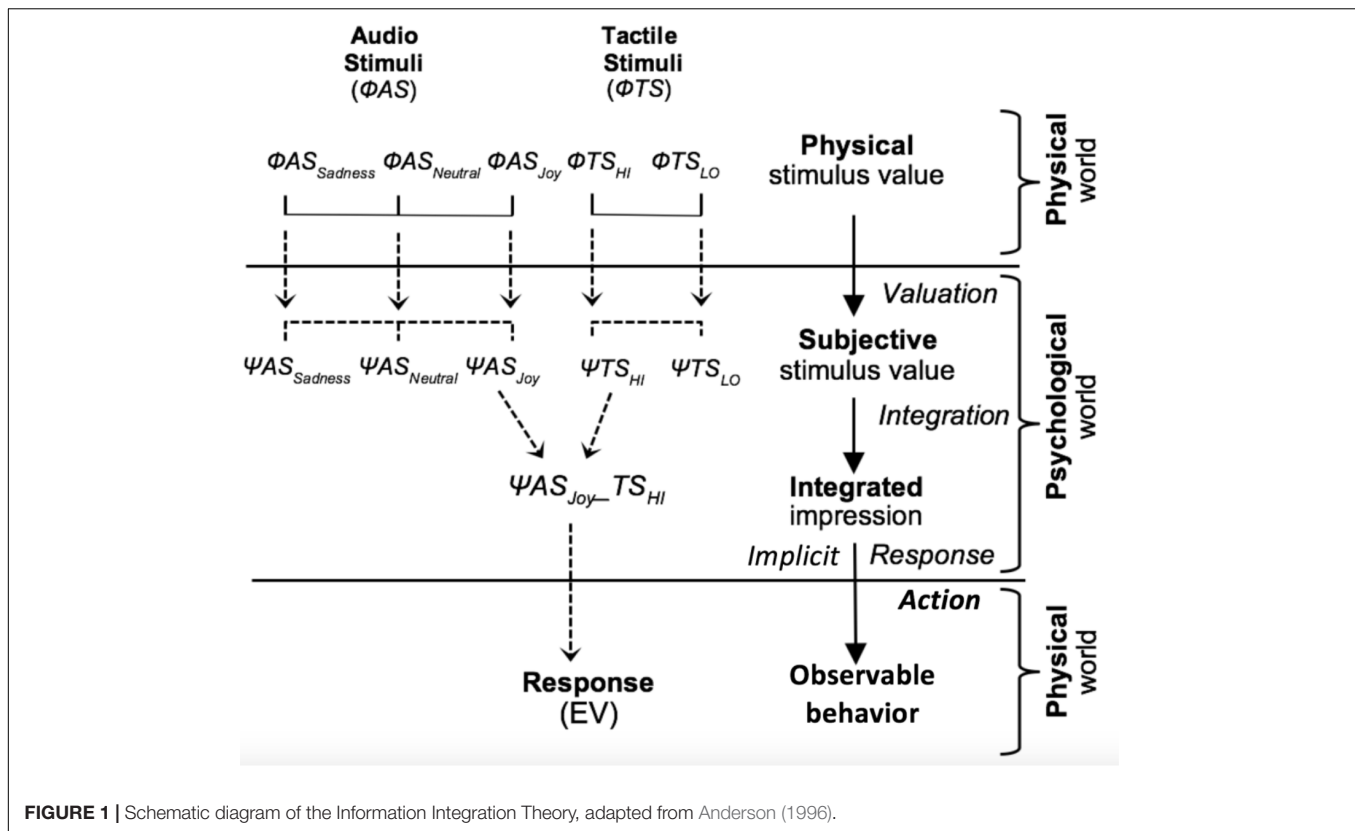 Audio
Stimuli
(ΦAS)
Tactile
Stimuli
(ΦTS)
ΦAS_Sadness ΦAS_Neutral ΦAS_Joy ΦTS_HI ΦTS_LO
Physical
stimulus value
Physical
world
Valuation
ΨAS_Sadness ΨAS_Neutral ΨAS_Joy ΨTS_HI ΨTS_LO
Subjective
stimulus value
Integration
Psychological
world
ΨAS_Joy_TS_HI
Integrated
impression
Implicit Response
Action
Response
(EV)
Observable
behavior
Physical
world
FIGURE 1 | Schematic diagram of the Information Integration Theory, adapted from Anderson (1996).